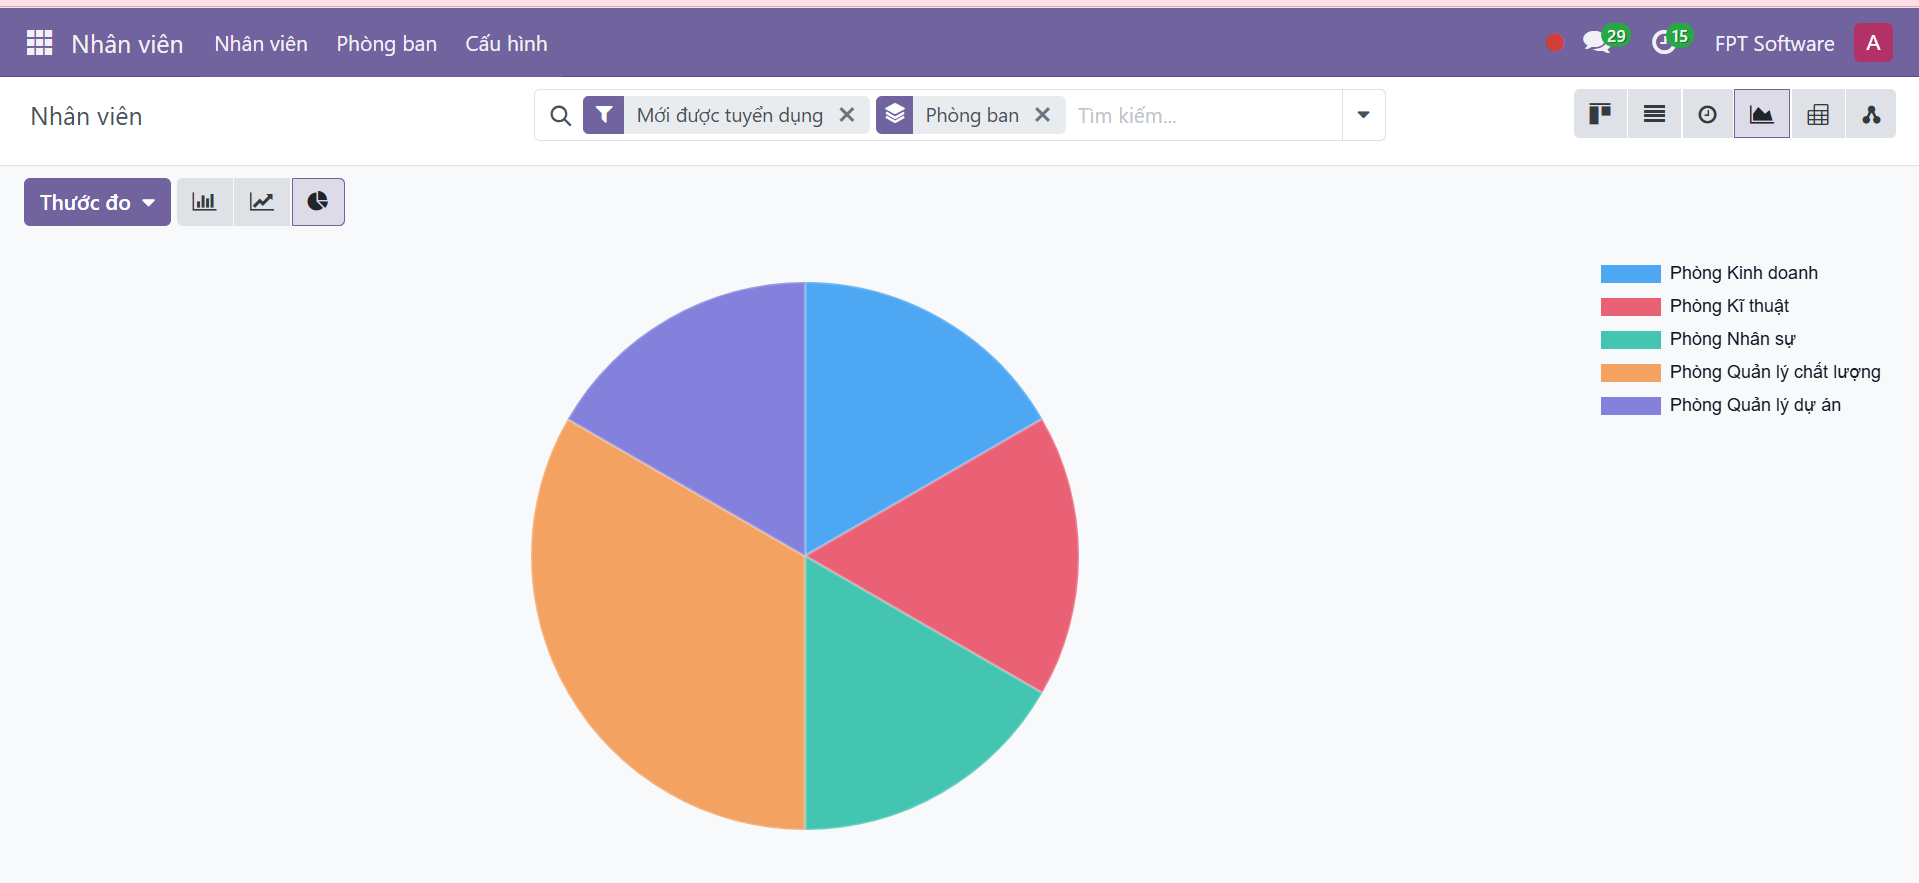 Nhân viên Nhân viên Phòng ban Cấu hình 29 15 FPT Software A
Nhân viên Mới được tuyển dụng Phòng ban Tìm kiếm...
Thước đo
Phòng Kinh doanh
Phòng Kĩ thuật
Phòng Nhân sự
Phòng Quản lý chất lượng
Phòng Quản lý dự án